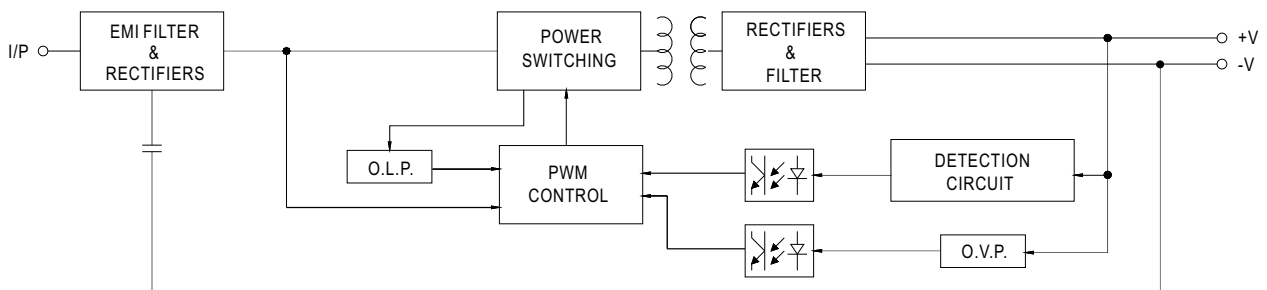 I/P
EMI FILTER
&
RECTIFIERS
POWER
SWITCHING
RECTIFIERS
&
FILTER
+V
-V
O.L.P.
PWM
CONTROL
DETECTION
CIRCUIT
O.V.P.